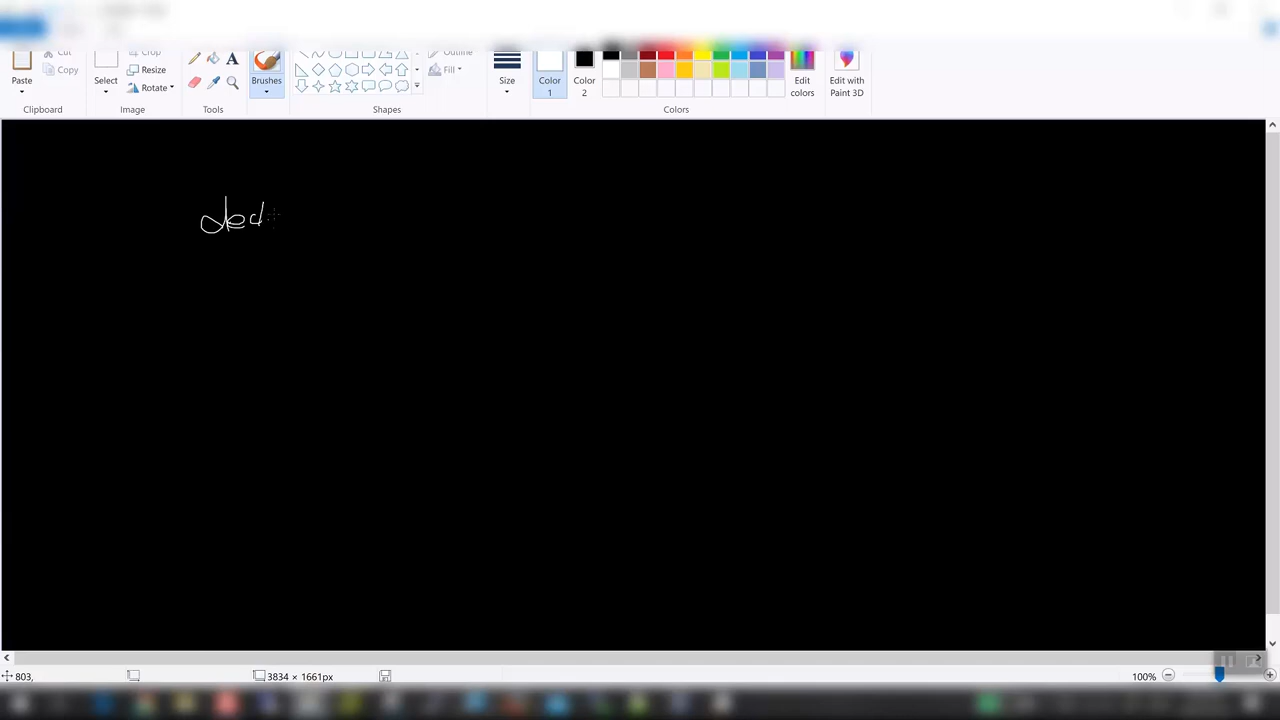 Cut
Crop
Outline
Paste
Copy
Select
Resize
Rotate
Brushes
Fill
Size
Color 1
Color 2
Edit colors
Edit with Paint 3D
Clipboard
Image
Tools
Shapes
Colors
ded
803,
3834 × 1661px
100%